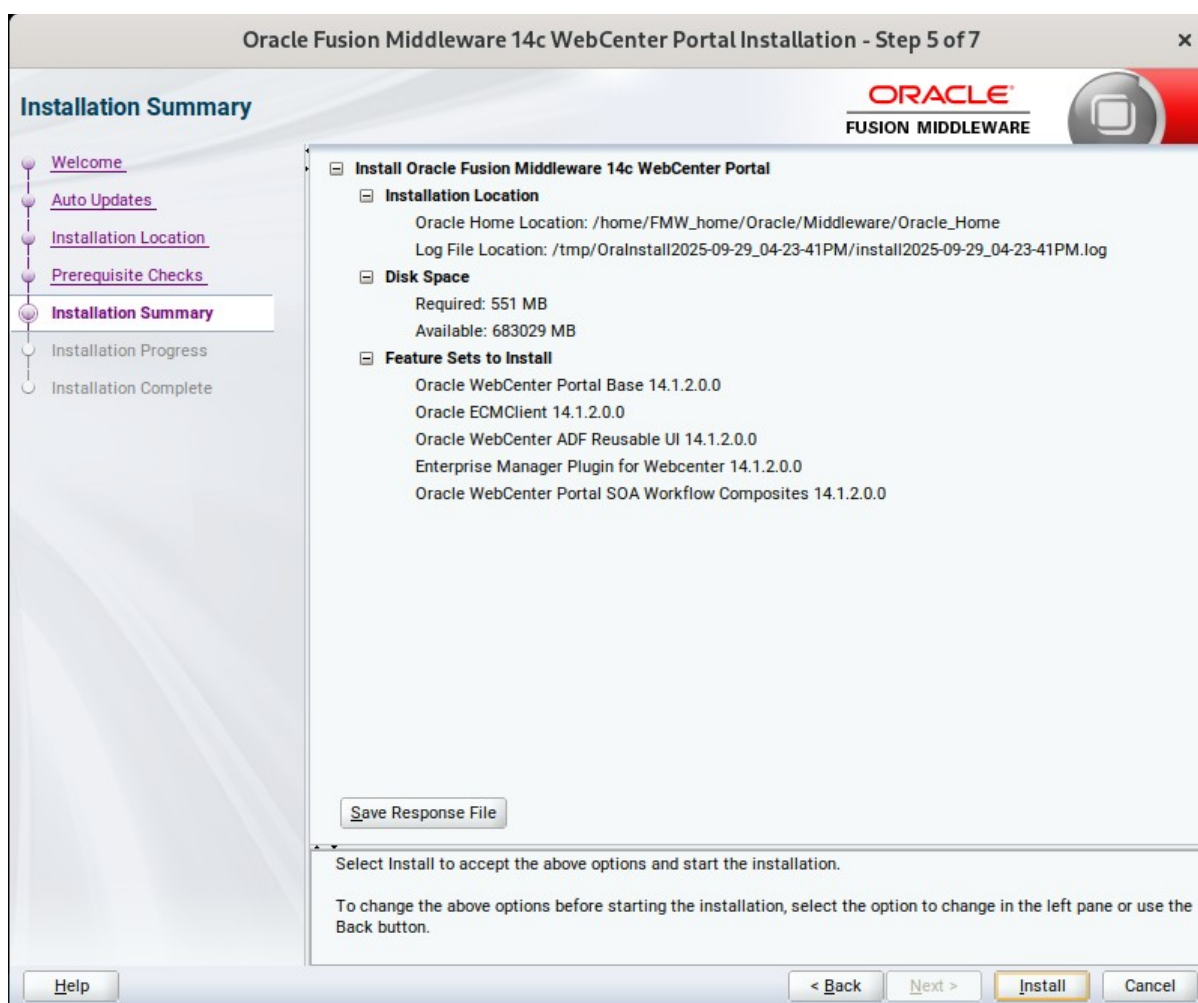 Oracle Fusion Middleware 14c WebCenter Portal Installation - Step 5 of 7
Installation Summary
ORACLE
FUSION MIDDLEWARE
Welcome
Auto Updates
Installation Location
Prerequisite Checks
Installation Summary
Installation Progress
Installation Complete
Install Oracle Fusion Middleware 14c WebCenter Portal
Installation Location
Oracle Home Location: /home/FMW_home/Oracle/Middleware/Oracle_Home
Log File Location: /tmp/OraInstall2025-09-29_04-23-41PM/install2025-09-29_04-23-41PM.log
Disk Space
Required: 551 MB
Available: 683029 MB
Feature Sets to Install
Oracle WebCenter Portal Base 14.1.2.0.0
Oracle ECMClient 14.1.2.0.0
Oracle WebCenter ADF Reusable UI 14.1.2.0.0
Enterprise Manager Plugin for Webcenter 14.1.2.0.0
Oracle WebCenter Portal SOA Workflow Composites 14.1.2.0.0
Save Response File
Select Install to accept the above options and start the installation.
To change the above options before starting the installation, select the option to change in the left pane or use the
Back button.
Help
< Back
Next >
Install
Cancel